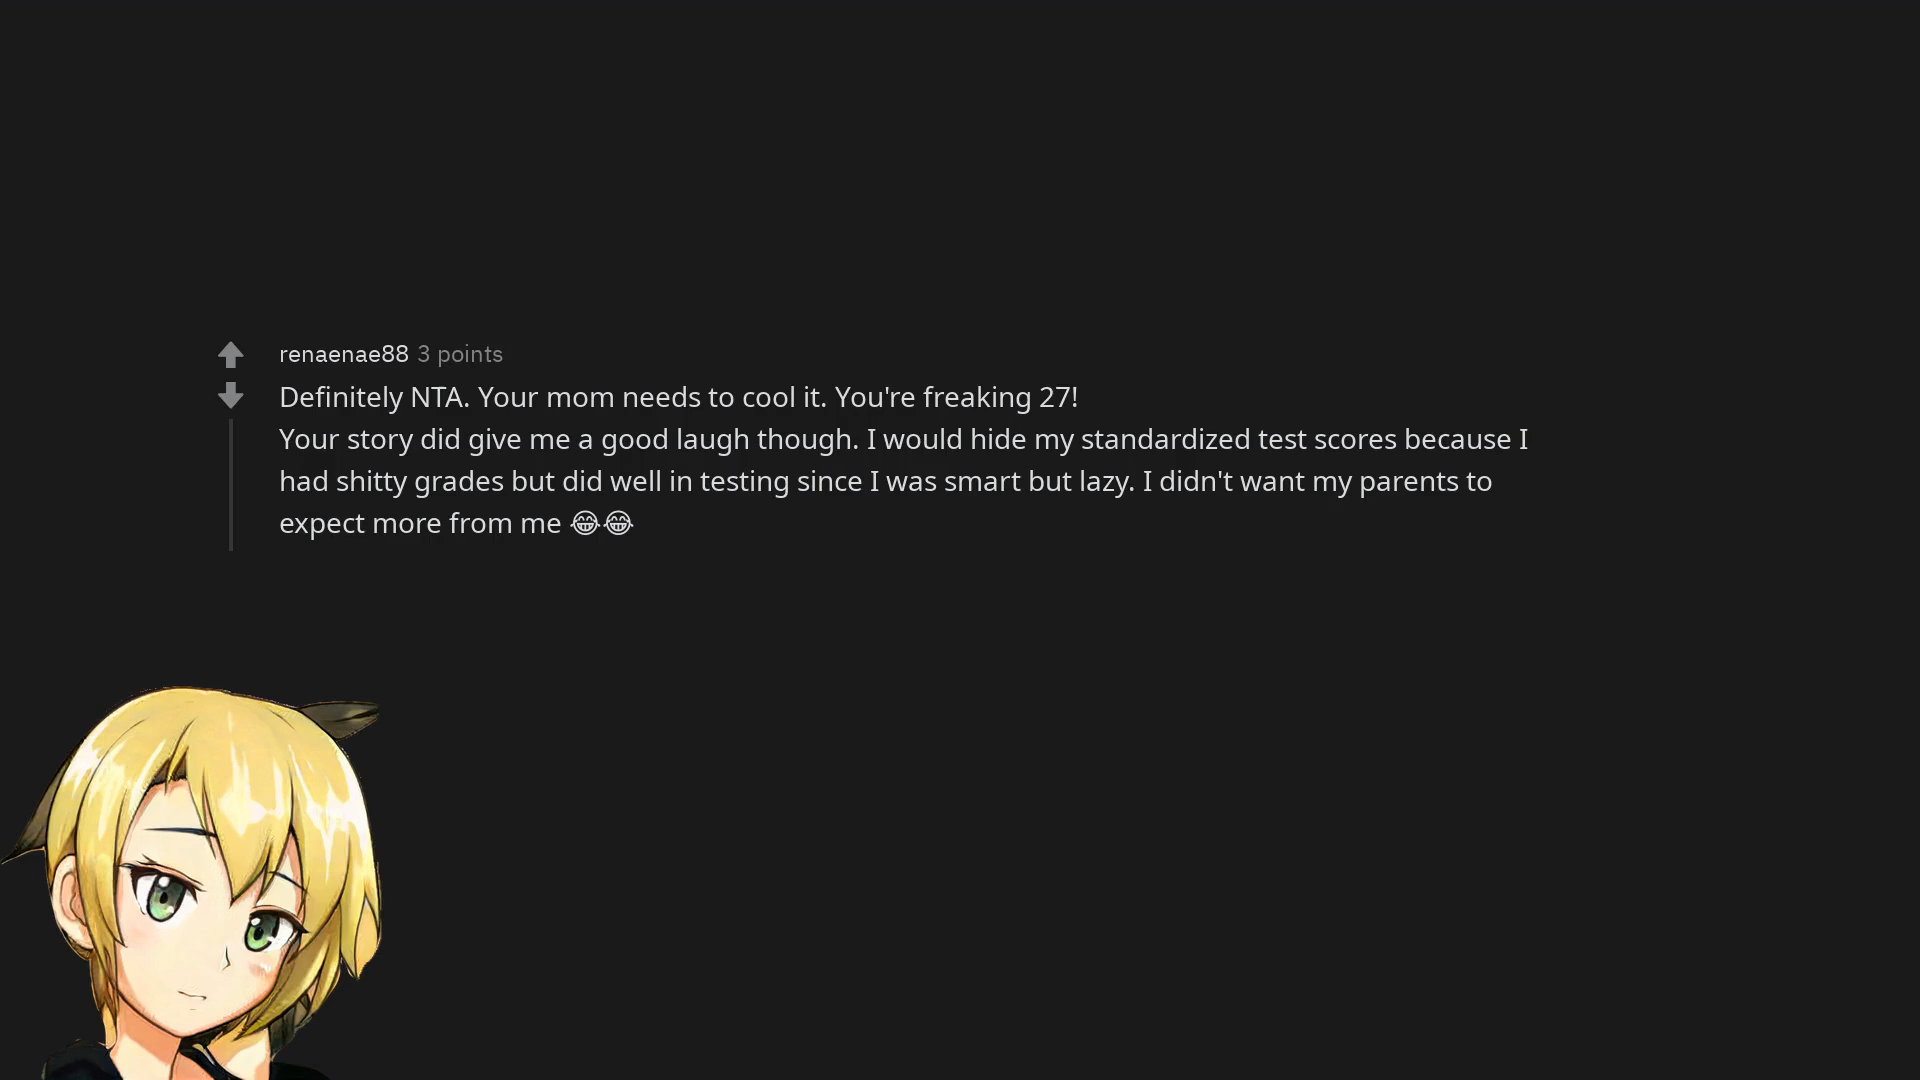 renaenae88 3 points
Definitely NTA. Your mom needs to cool it. You're freaking 27!
Your story did give me a good laugh though. I would hide my standardized test scores because I
had shitty grades but did well in testing since I was smart but lazy. I didn't want my parents to
expect more from me 😂😂